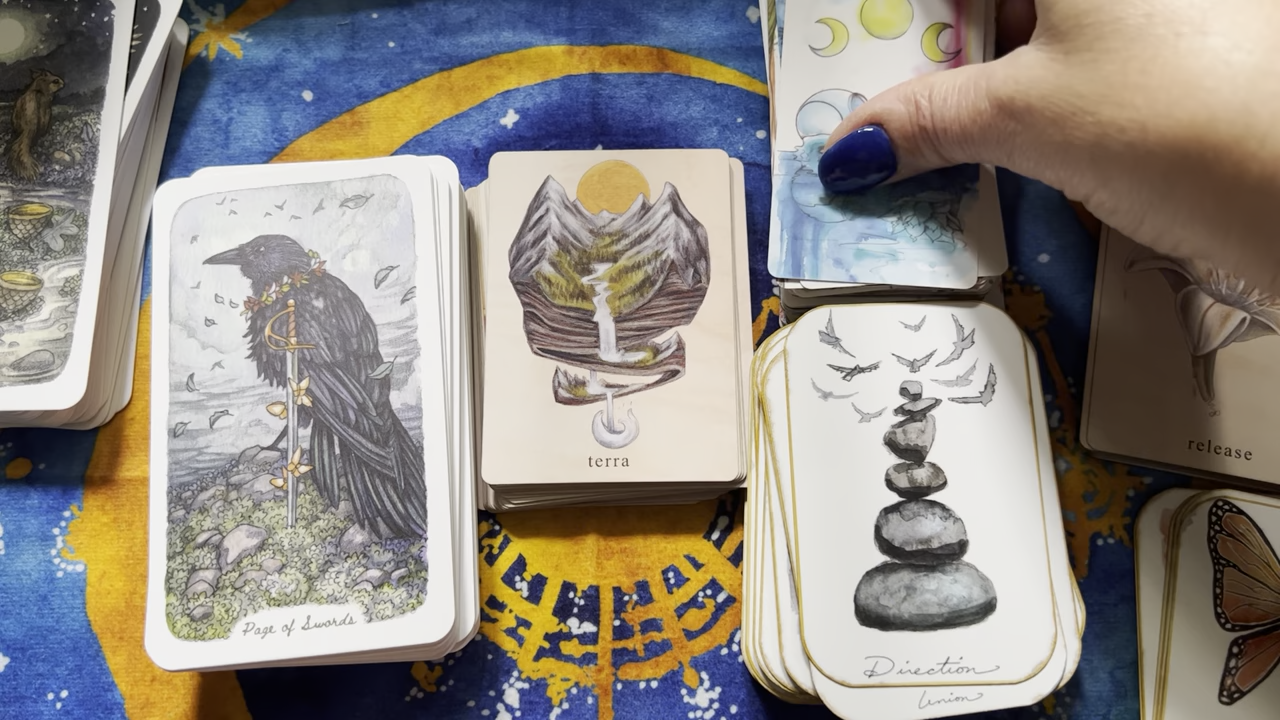 Page of Swords
terra
release
Direction
Union